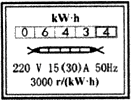 kW·h
0 6 4 3 4
220 V 15(30)A 50Hz
3000 r/(kW·h)